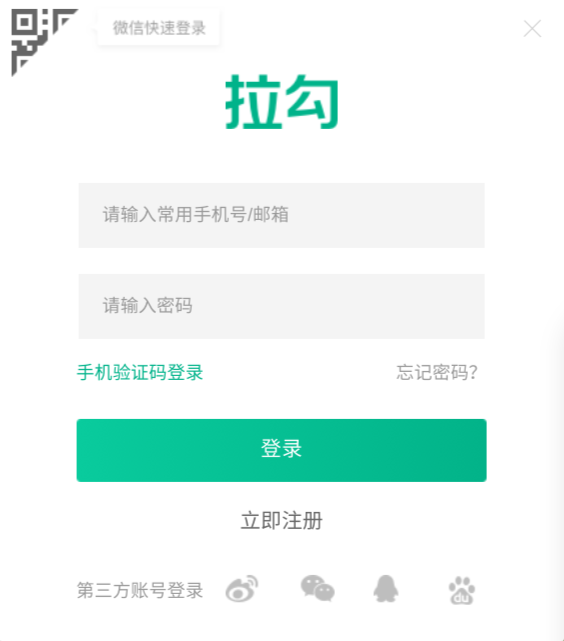 微信快速登录
拉勾
请输入常用手机号/邮箱
请输入密码
手机验证码登录
忘记密码?
登录
立即注册
第三方账号登录
du